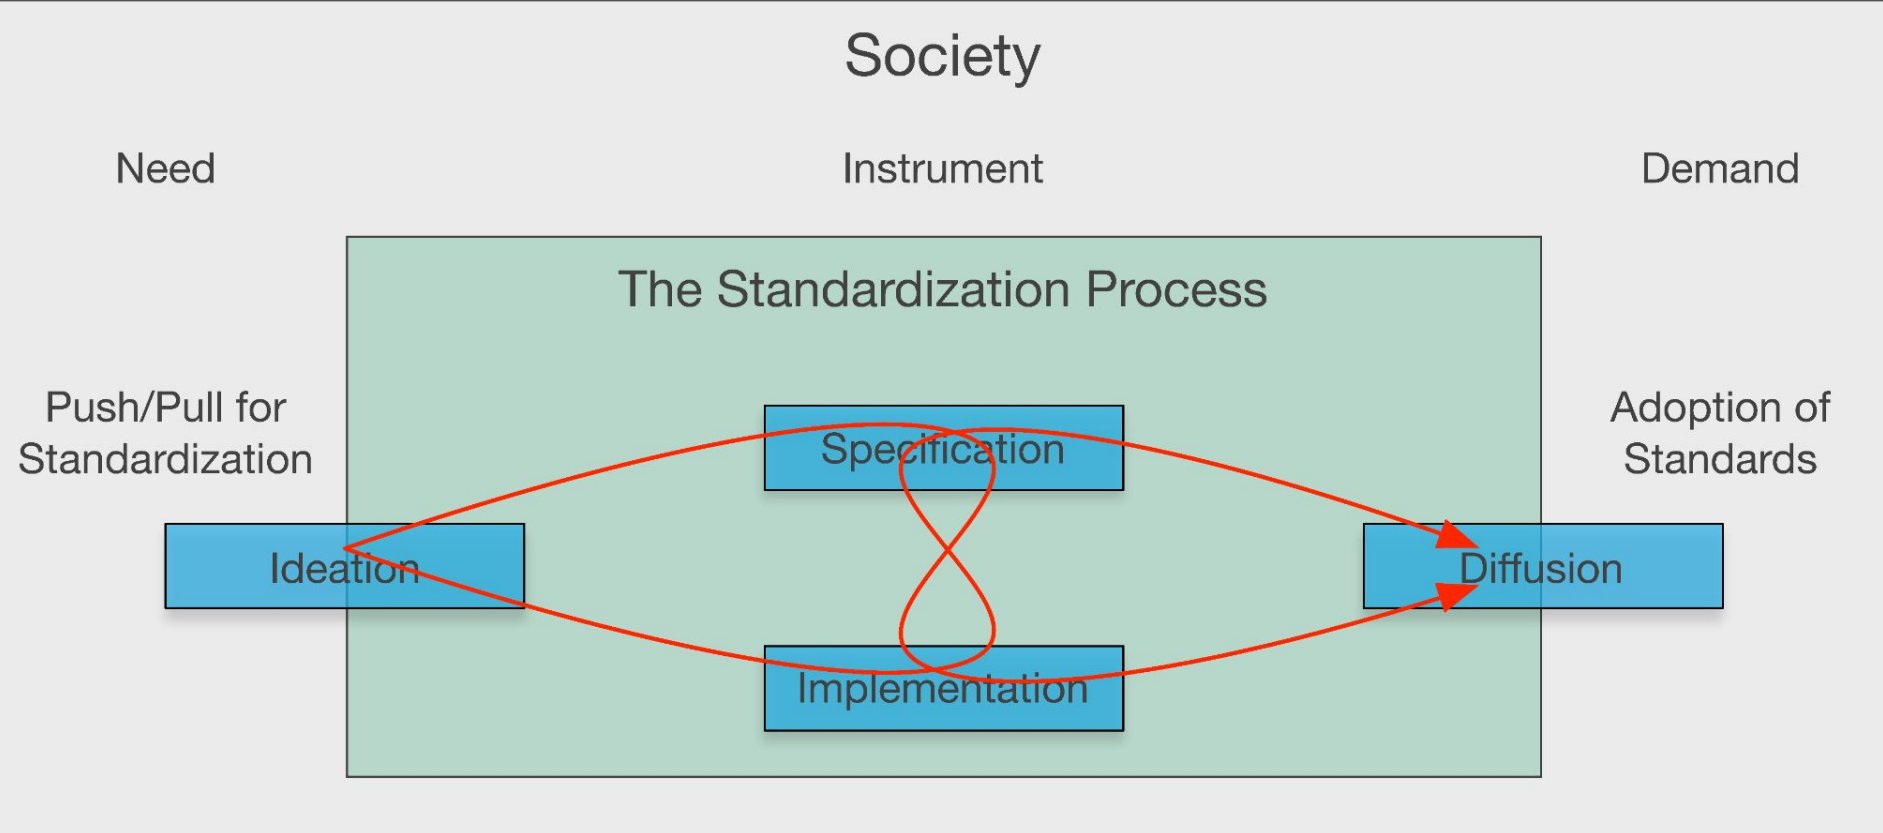 Society
Need
Instrument
Demand
The Standardization Process
Push/Pull for
Standardization
Adoption of
Standards
Specification
Ideation
Diffusion
Implementation